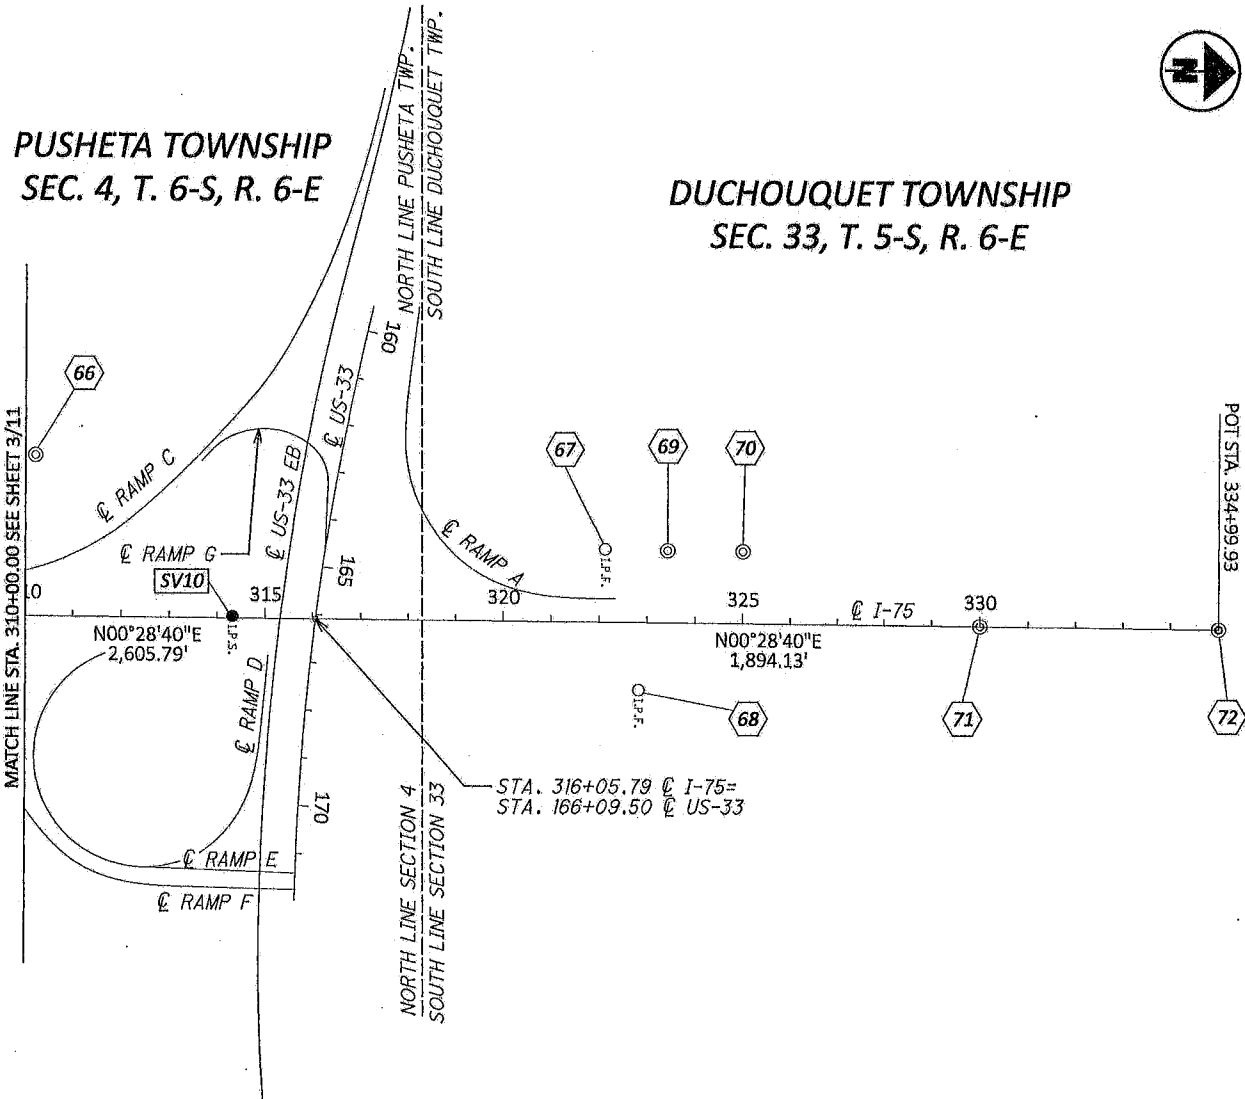 N
PUSHETA TOWNSHIP
SEC. 4, T. 6-S, R. 6-E
DUCHOUQUET TOWNSHIP
SEC. 33, T. 5-S, R. 6-E
NORTH LINE PUSHETA TWP.
SOUTH LINE DUCHOUQUET TWP.
MATCH LINE STA. 310+00.00 SEE SHEET 3/11
66
℄ RAMP C
℄ RAMP G
SV10
I.P.S.
℄ US-33 EB
℄ US-33
160
165
170
℄ RAMP A
67
I.P.F.
69
70
68
I.P.F.
71
72
POT STA. 334+99.93
10
315
320
325
℄ I-75
330
N00°28'40"E
2,605.79'
N00°28'40"E
1,894.13'
℄ RAMP D
℄ RAMP E
℄ RAMP F
STA. 316+05.79 ℄ I-75=
STA. 166+09.50 ℄ US-33
NORTH LINE SECTION 4
SOUTH LINE SECTION 33